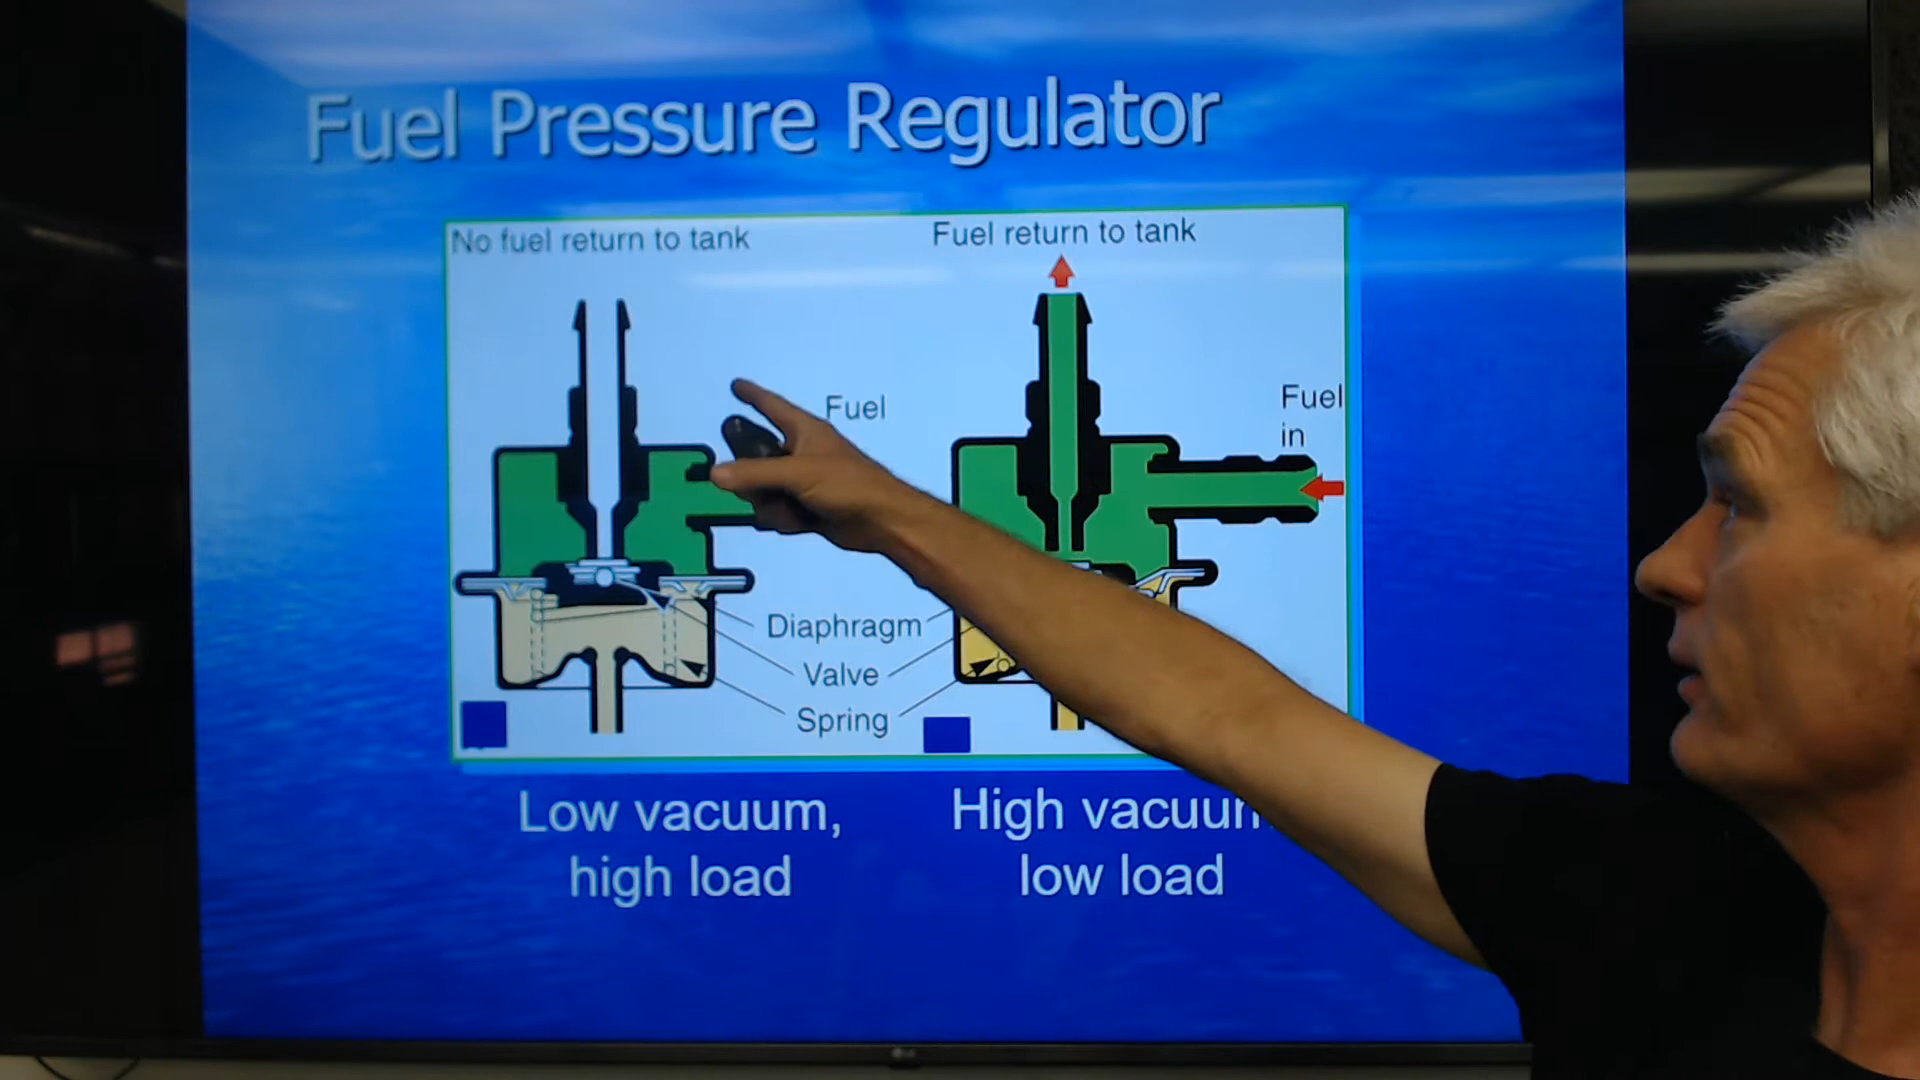 Fuel Pressure Regulator
No fuel return to tank
Fuel return to tank
Fuel
Fuel
in
Diaphragm
Valve
Spring
Low vacuum,
high load
High vacuum
low load
LG